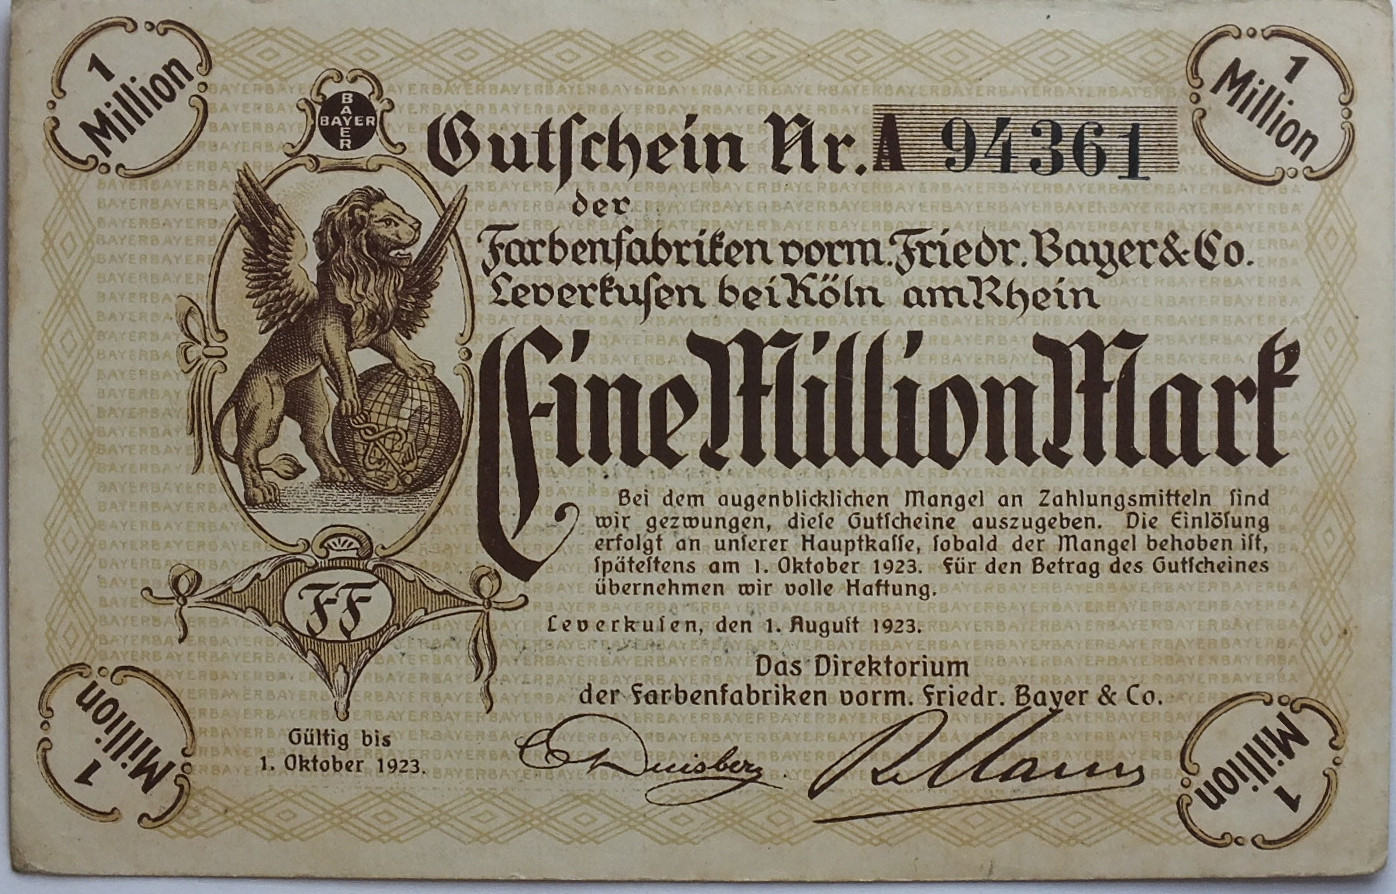 1 Million
1 Million
BAYER
BAYER
Gutschein Nr. A 94361
der
Farbenfabriken vorm. Friedr. Bayer & Co.
Leverkusen bei Köln am Rhein
Eine Million Mark
Bei dem augenblicklichen Mangel an Zahlungsmitteln sind
wir gezwungen, diese Gutscheine auszugeben. Die Einlösung
erfolgt an unserer Hauptkasse, sobald der Mangel behoben ist,
spätestens am 1. Oktober 1923. Für den Betrag des Gutscheines
übernehmen wir volle Haftung.
FF
Leverkusen, den 1. August 1923.
Das Direktorium
der Farbenfabriken vorm. Friedr. Bayer & Co.
Gültig bis
1. Oktober 1923.
C Duisberg
1 Million
1 Million